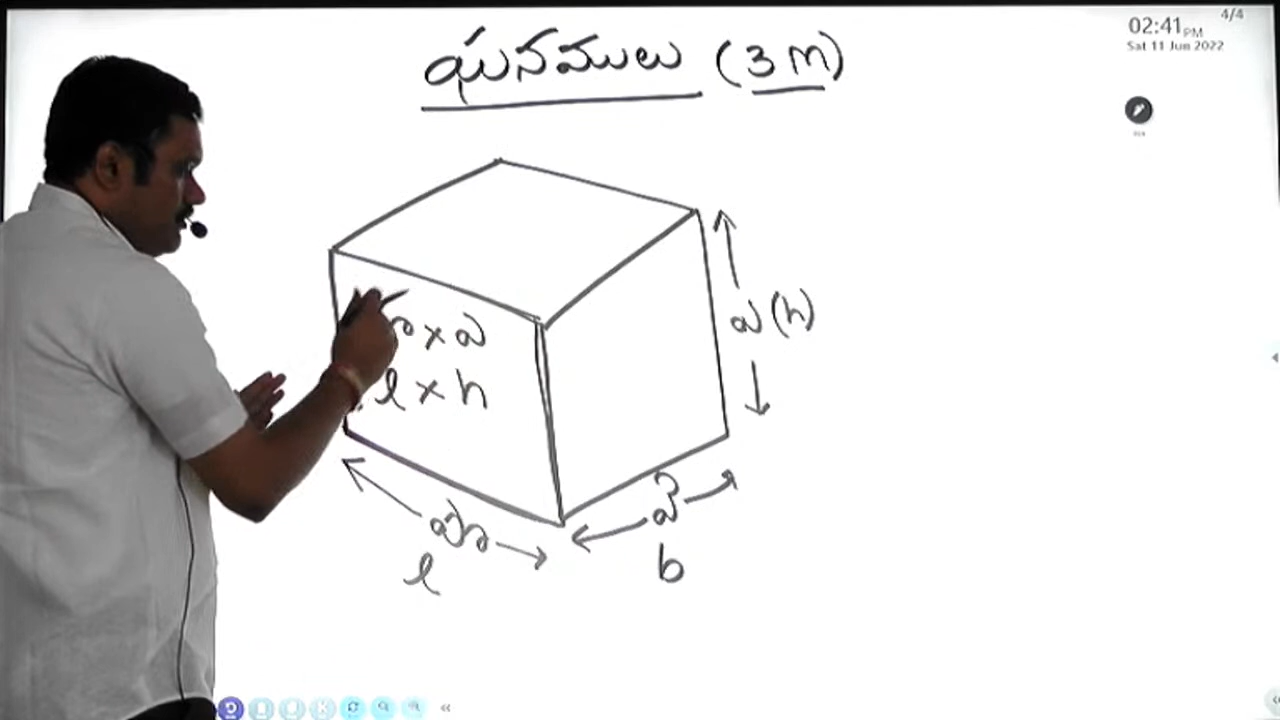 4/4
02:41 PM
Sat 11 Jun 2022
ఘనములు (3 m)
× ఎ
l × h
ఎ (h)
పొ
l
వె
b